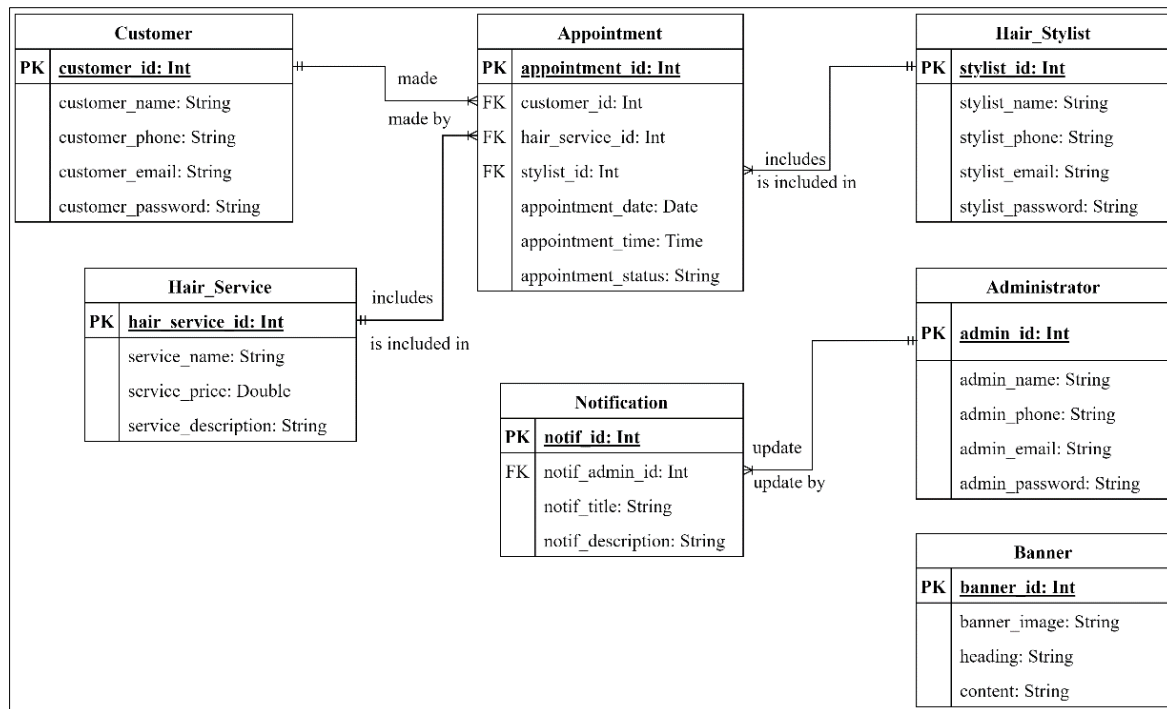 Customer
PK customer_id: Int
customer_name: String
customer_phone: String
customer_email: String
customer_password: String
made
made by
Appointment
PK appointment_id: Int
FK customer_id: Int
FK hair_service_id: Int
FK stylist_id: Int
appointment_date: Date
appointment_time: Time
appointment_status: String
includes
is included in
Hair_Stylist
PK stylist_id: Int
stylist_name: String
stylist_phone: String
stylist_email: String
stylist_password: String
Hair_Service
PK hair_service_id: Int
service_name: String
service_price: Double
service_description: String
includes
is included in
Administrator
PK admin_id: Int
admin_name: String
admin_phone: String
admin_email: String
admin_password: String
Notification
PK notif_id: Int
FK notif_admin_id: Int
notif_title: String
notif_description: String
update
update by
Banner
PK banner_id: Int
banner_image: String
heading: String
content: String